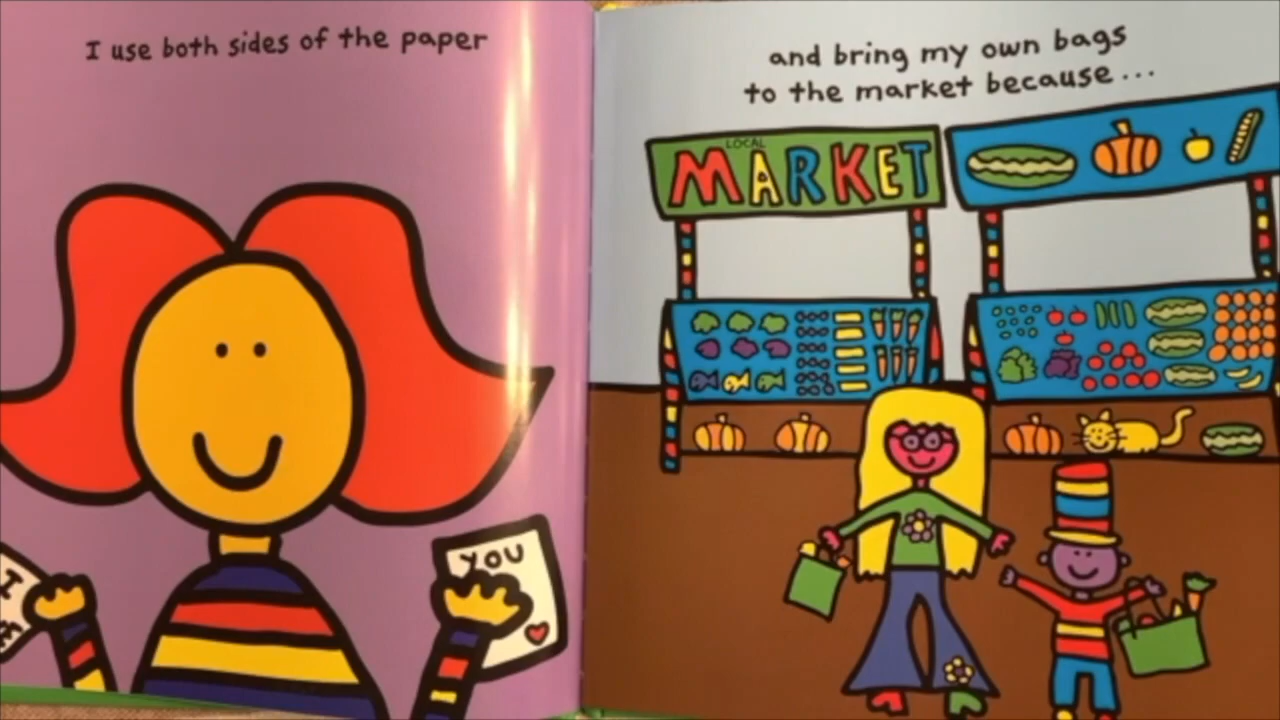 I use both sides of the paper
I
YOU
and bring my own bags
to the market because...
LOCAL
MARKET